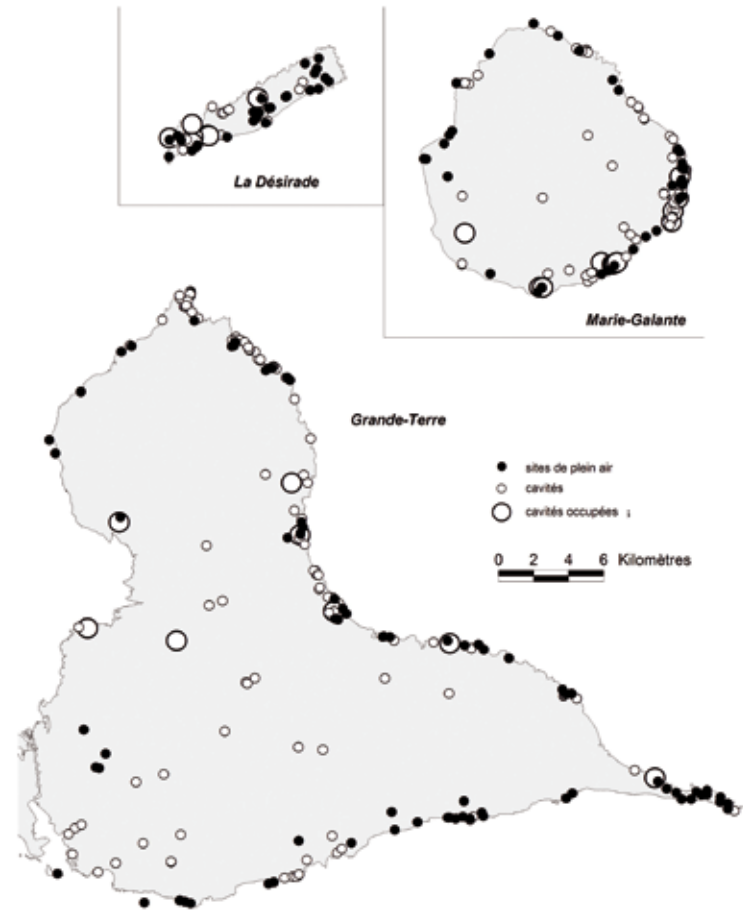 La Désirade
Marie-Galante
Grande-Terre
sites de plein air
cavités
cavités occupées
0 2 4 6 Kilomètres